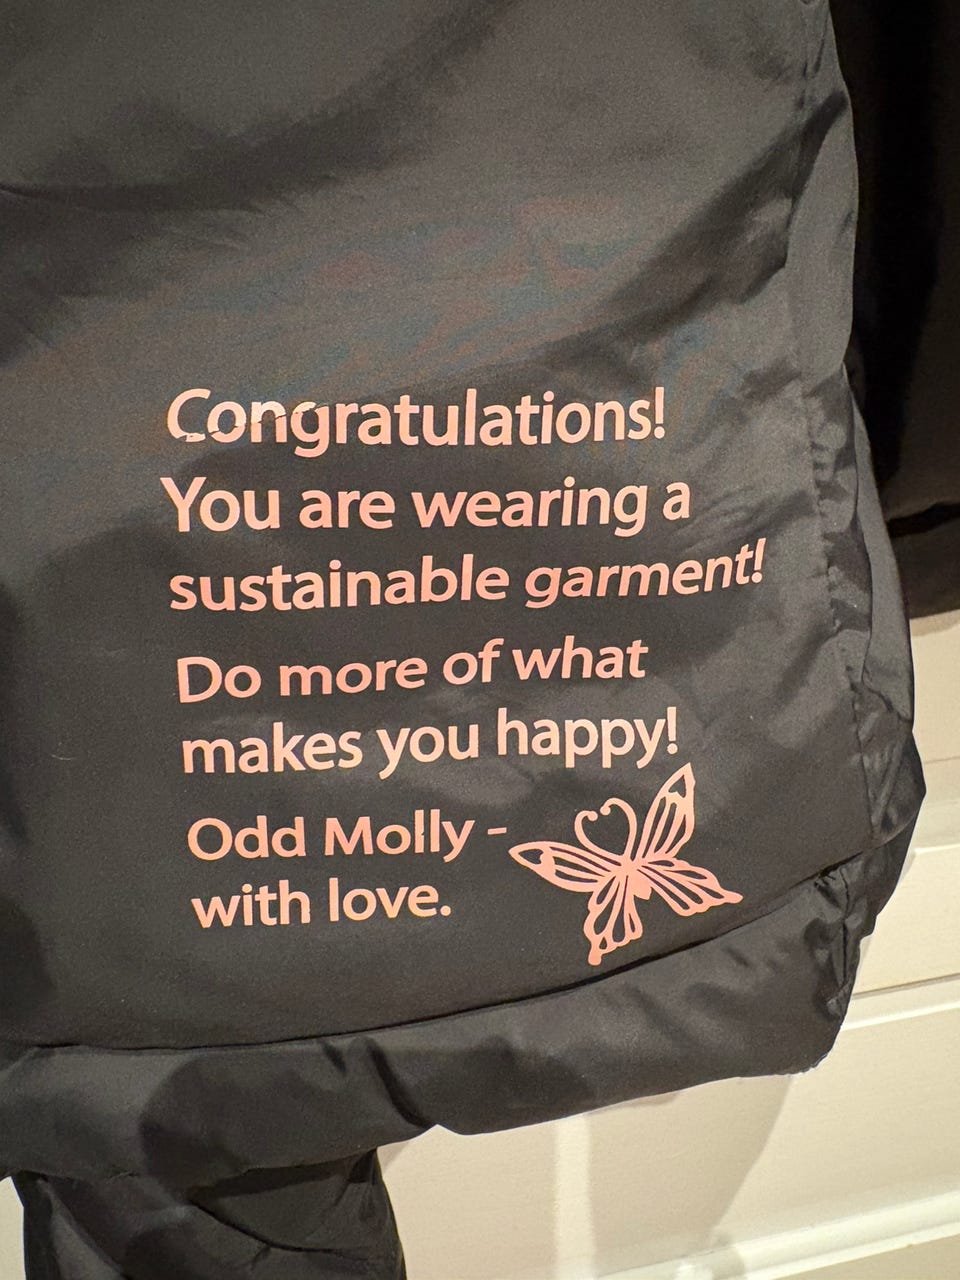 Congratulations!
You are wearing a
sustainable garment!
Do more of what
makes you happy!
Odd Molly -
with love.